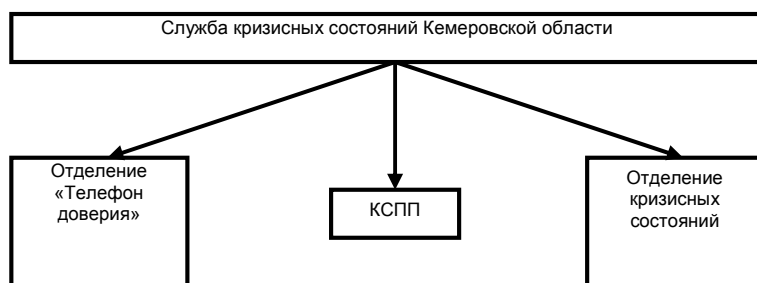 Служба кризисных состояний Кемеровской области
Отделение
«Телефон
доверия»
КСПП
Отделение
кризисных
состояний